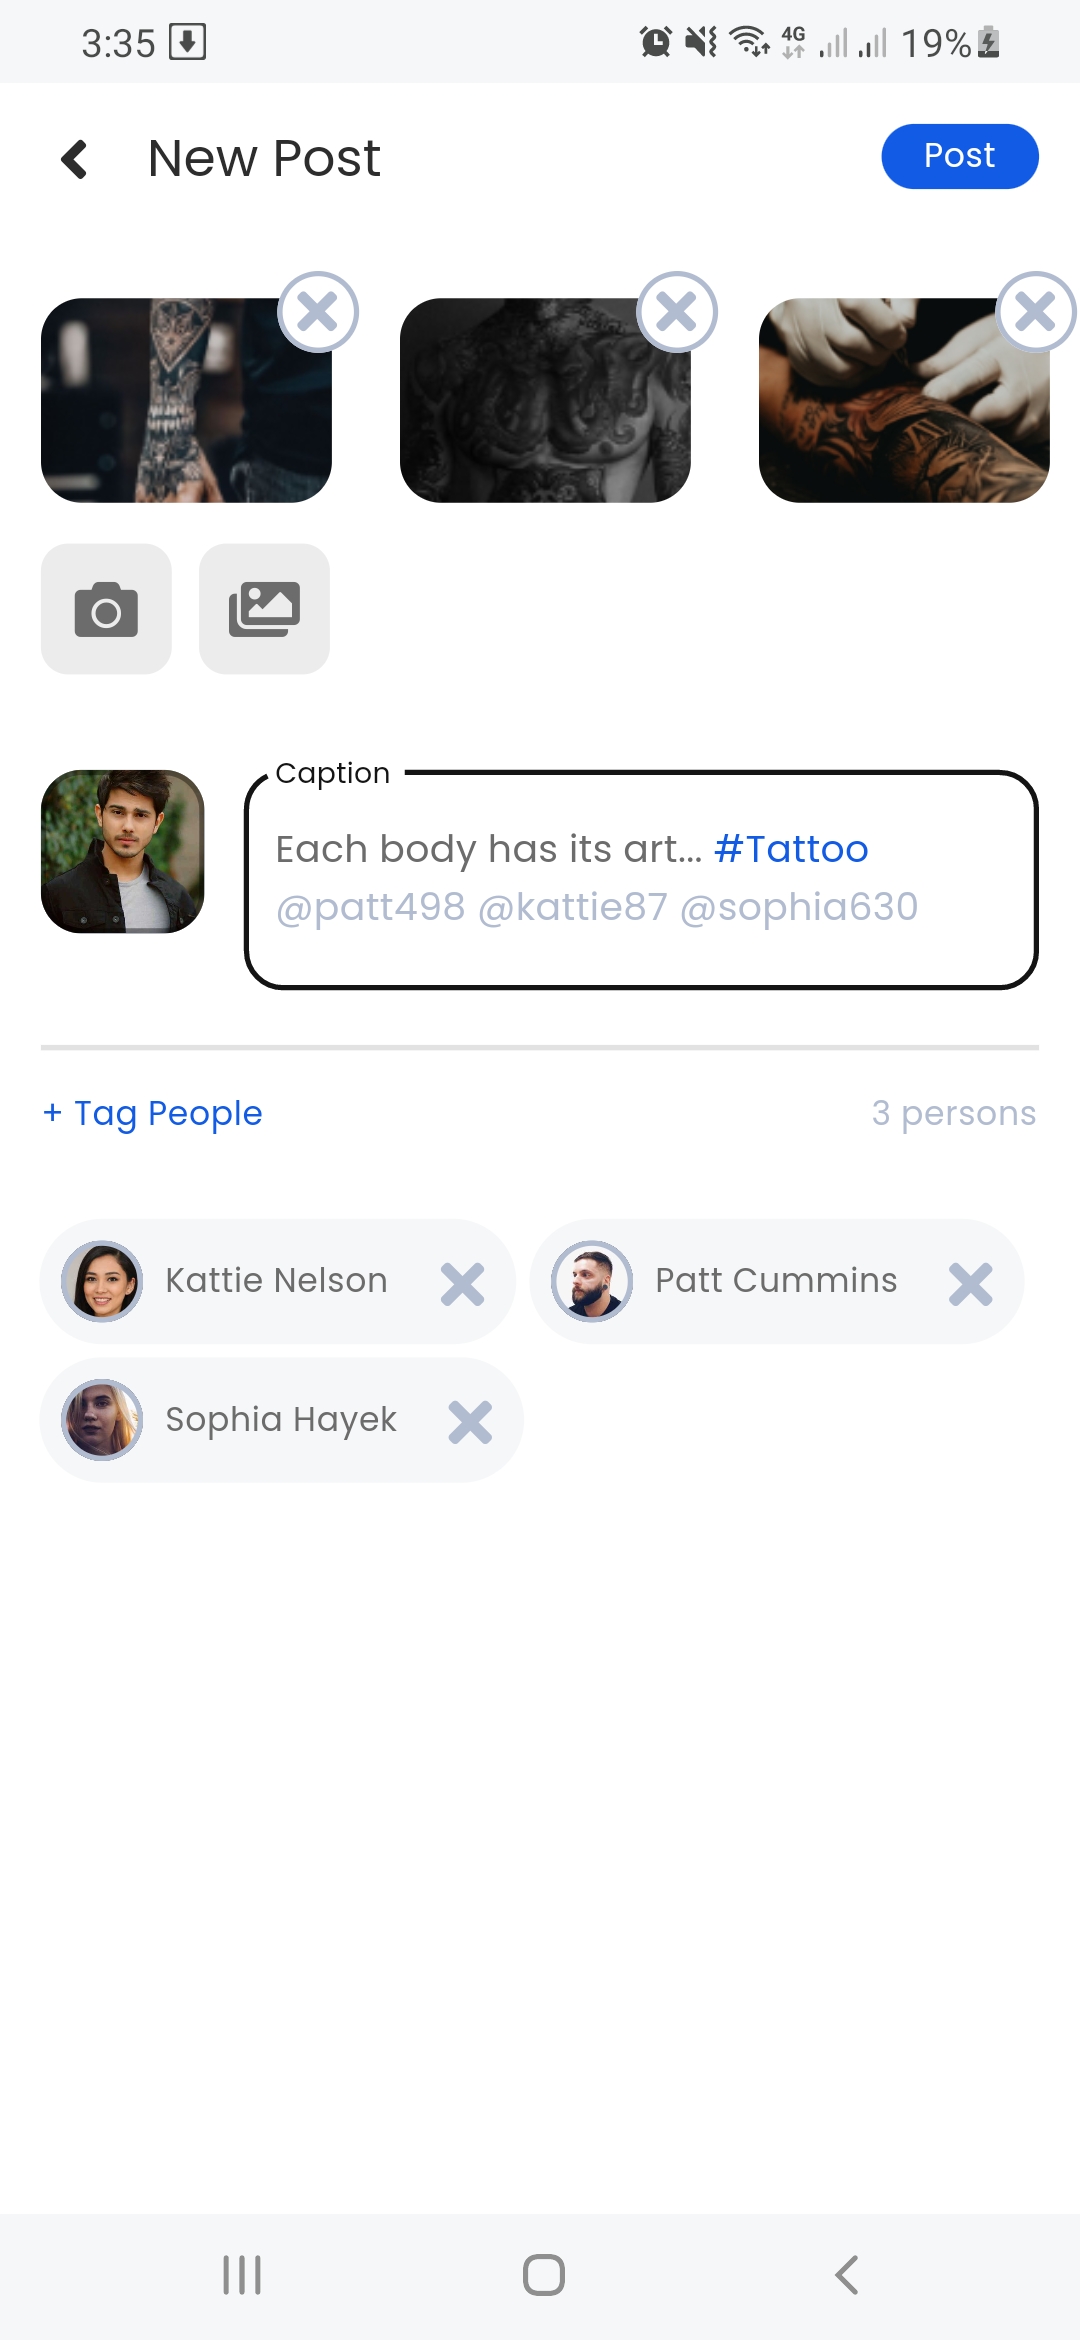 3:35
4G
19%
New Post
Post
Caption
Each body has its art... #Tattoo
@patt498 @kattie87 @sophia630
+ Tag People
3 persons
Kattie Nelson
Patt Cummins
Sophia Hayek